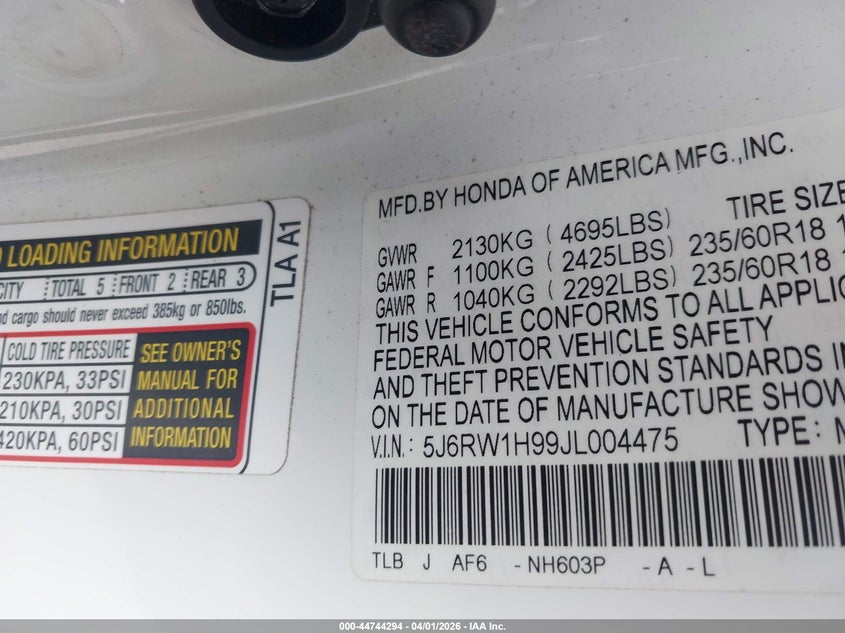 O LOADING INFORMATION
CITY TOTAL 5 FRONT 2 REAR 3
nd cargo should never exceed 385kg or 850lbs.
COLD TIRE PRESSURE
230KPA, 33PSI
210KPA, 30PSI
420KPA, 60PSI
SEE OWNER'S
MANUAL FOR
ADDITIONAL
INFORMATION
TLA A1
MFD.BY HONDA OF AMERICA MFG.,INC.
TIRE SIZE
GVWR 2130KG ( 4695LBS)
GAWR F 1100KG ( 2425LBS) 235/60R18 1
GAWR R 1040KG ( 2292LBS) 235/60R18 1
THIS VEHICLE CONFORMS TO ALL APPLIC
FEDERAL MOTOR VEHICLE SAFETY
AND THEFT PREVENTION STANDARDS IN
ON THE DATE OF MANUFACTURE SHOW
V.I.N.: 5J6RW1H99JL004475 TYPE: M
TLB J AF6 -NH603P -A-L
000-44744294 - 04/01/2026 - IAA Inc.